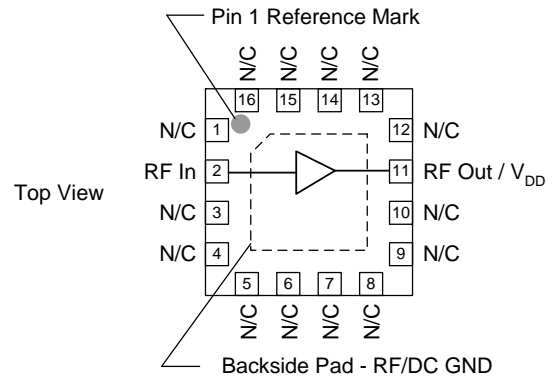 Pin 1 Reference Mark
N/C N/C N/C N/C
16 15 14 13
N/C 1 12 N/C
RF In 2 11 RF Out / VDD
Top View
N/C 3 10 N/C
N/C 4 9 N/C
5 6 7 8
N/C N/C N/C N/C
Backside Pad - RF/DC GND